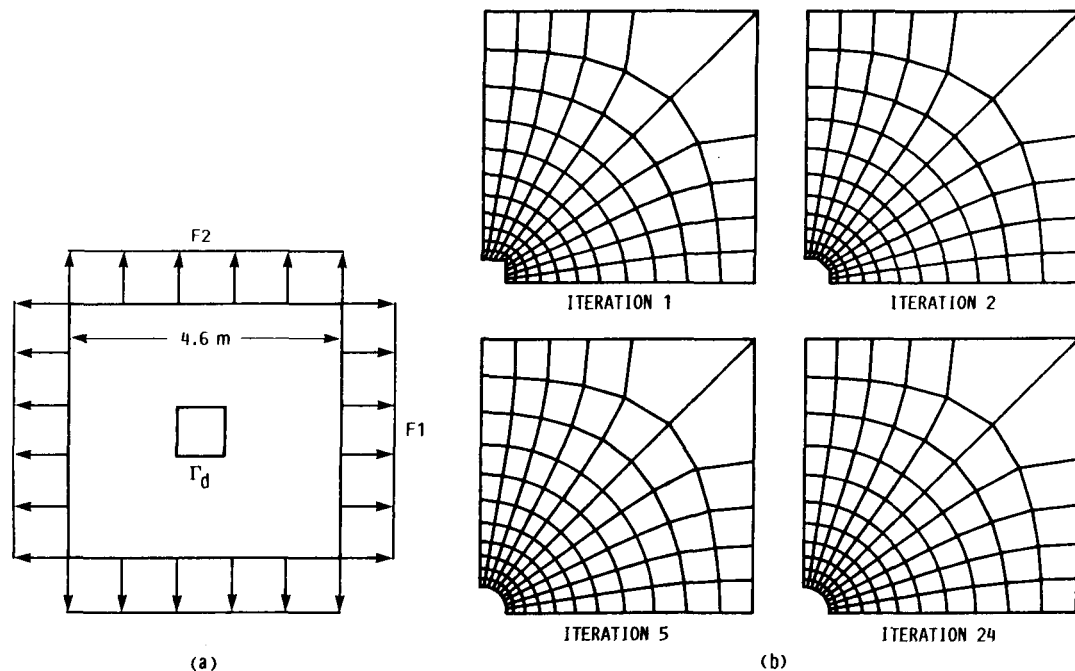 F2
4.6 m
F1
Γd
(a)
ITERATION 1
ITERATION 2
ITERATION 5
ITERATION 24
(b)